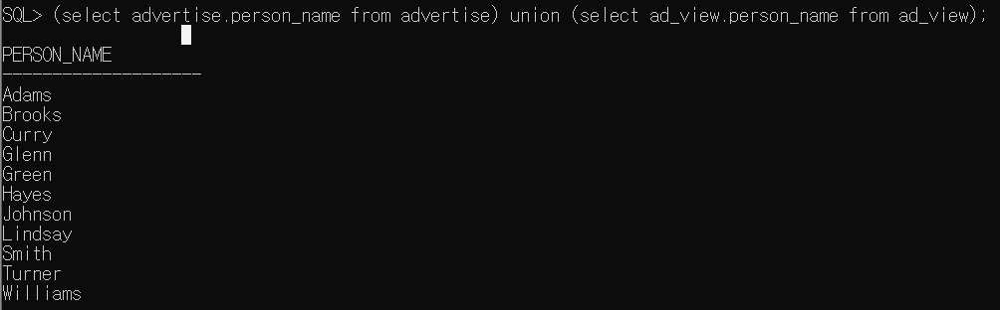 SQL> (select advertise.person_name from advertise) union (select ad_view.person_name from ad_view);
PERSON_NAME
--------------------
Adams
Brooks
Curry
Glenn
Green
Hayes
Johnson
Lindsay
Smith
Turner
Williams